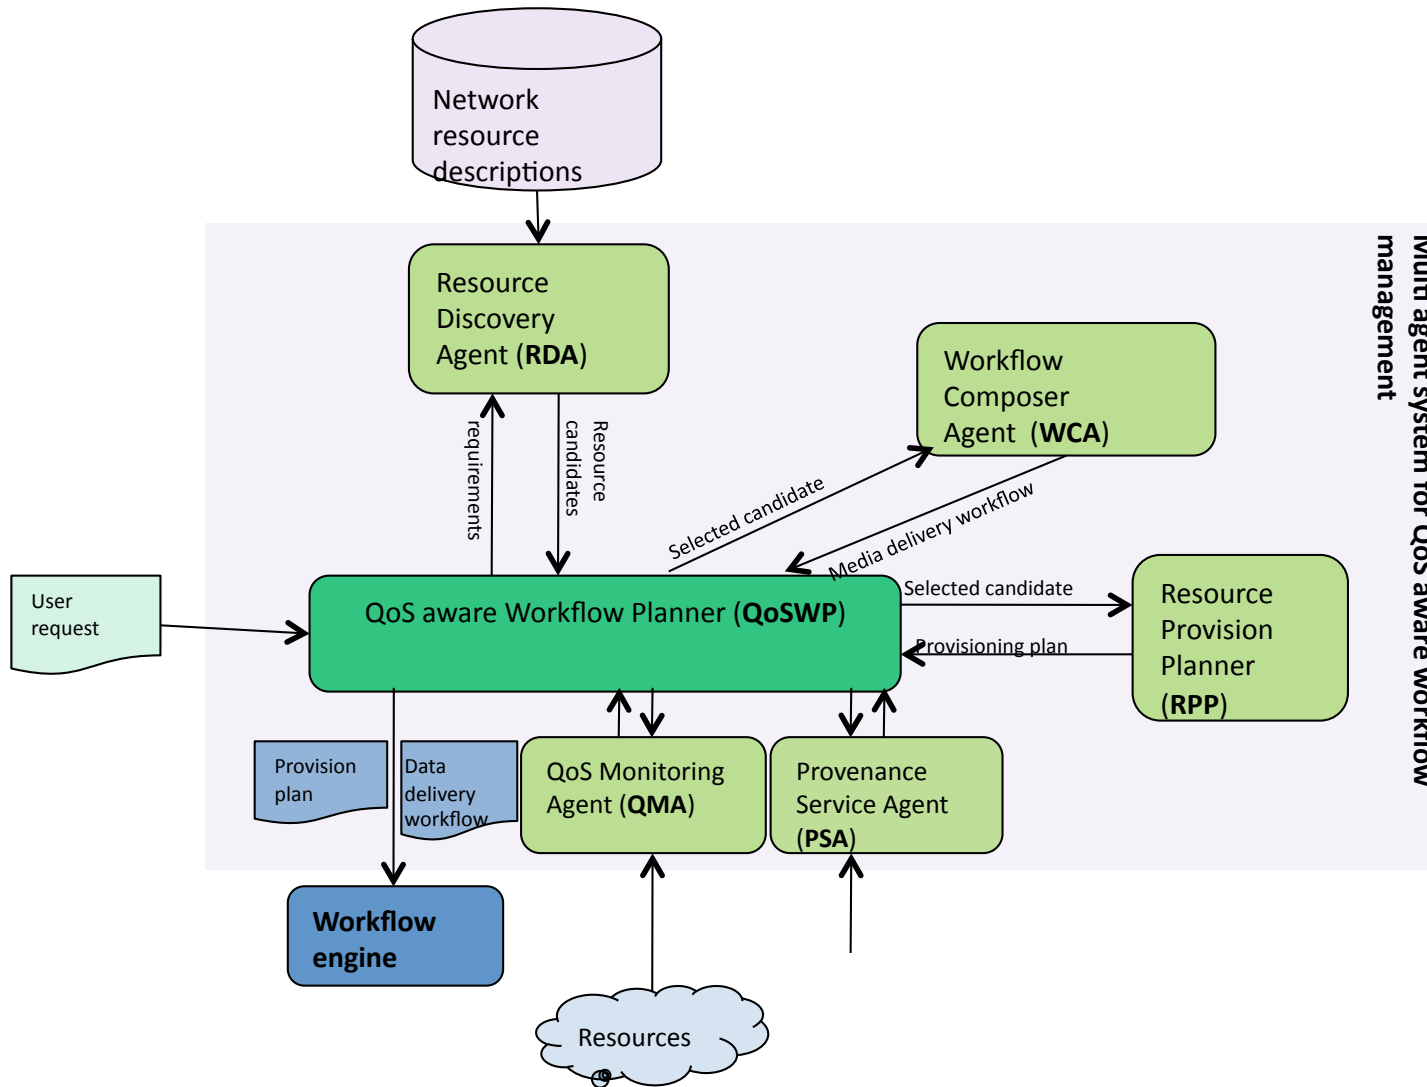 Network
resource
descriptions
Multi agent system for QoS aware workflow
management
Resource
Discovery
Agent (RDA)
Workflow
Composer
Agent (WCA)
requirements
Resource
candidates
Selected candidate
Media delivery workflow
User
request
QoS aware Workflow Planner (QoSWP)
Selected candidate
Provisioning plan
Resource
Provision
Planner
(RPP)
Provision
plan
Data
delivery
workflow
QoS Monitoring
Agent (QMA)
Provenance
Service Agent
(PSA)
Workflow
engine
Resources